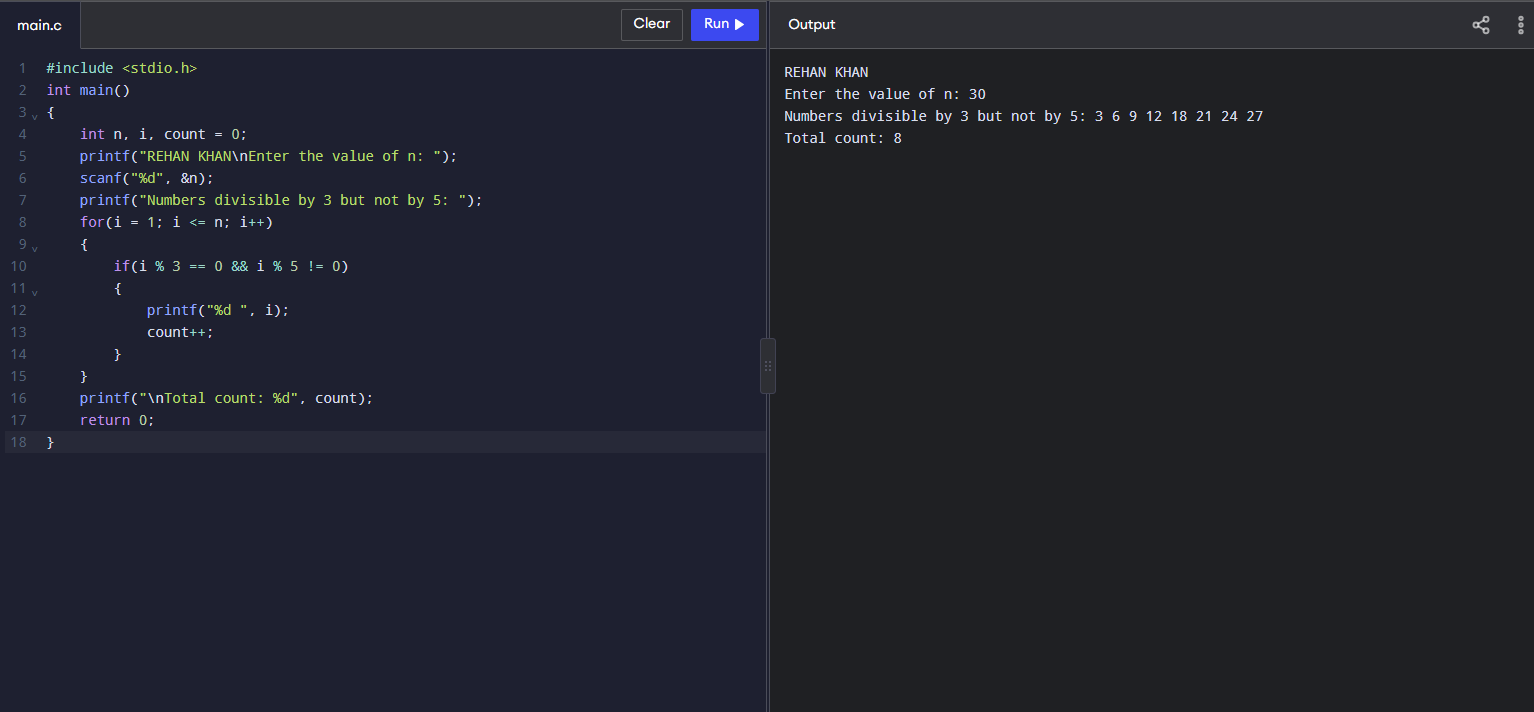 main.c
Clear
Run
1 #include <stdio.h>
2 int main()
3 {
4     int n, i, count = 0;
5     printf("REHAN KHAN\nEnter the value of n: ");
6     scanf("%d", &n);
7     printf("Numbers divisible by 3 but not by 5: ");
8     for(i = 1; i <= n; i++)
9     {
10         if(i % 3 == 0 && i % 5 != 0)
11         {
12             printf("%d ", i);
13             count++;
14         }
15     }
16     printf("\nTotal count: %d", count);
17     return 0;
18 }
Output
REHAN KHAN
Enter the value of n: 30
Numbers divisible by 3 but not by 5: 3 6 9 12 18 21 24 27
Total count: 8